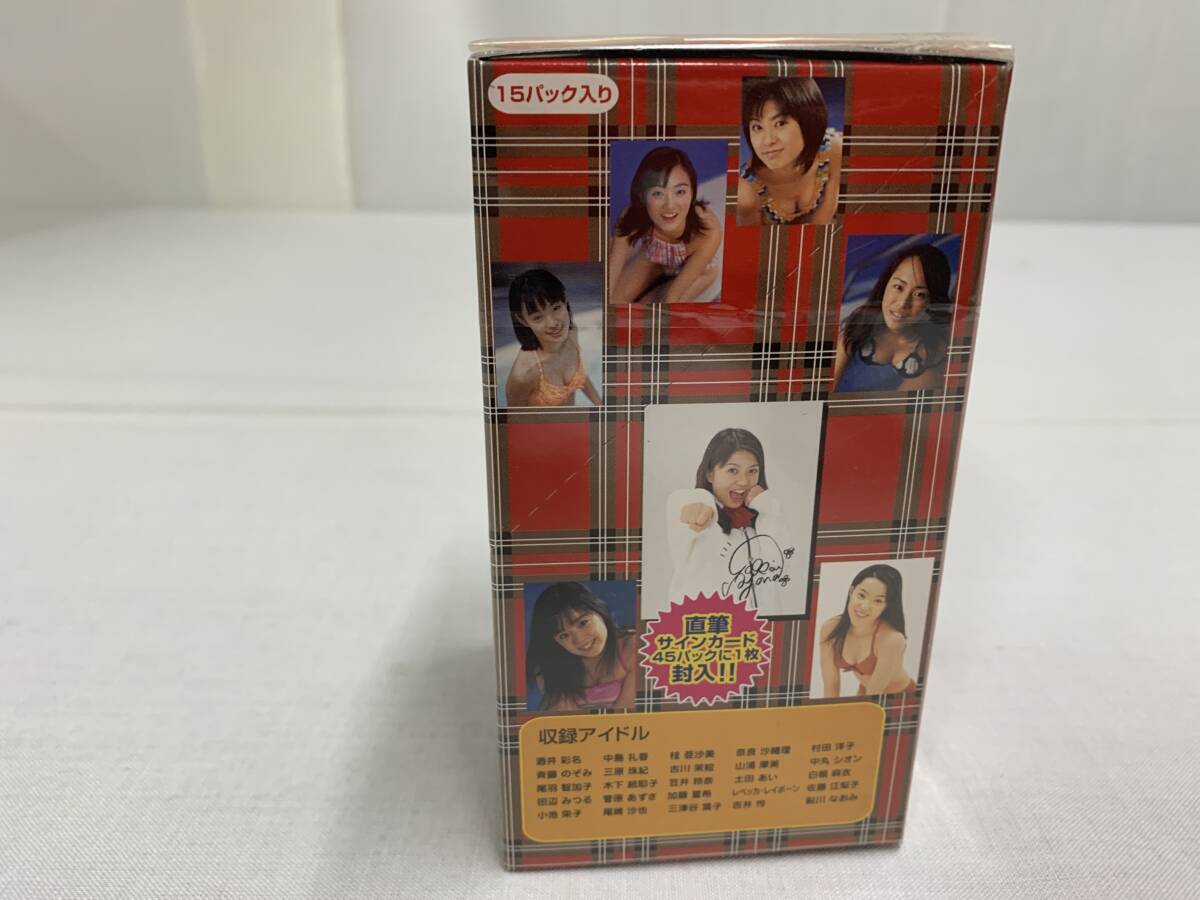 15パック入り
直筆
サインカード
45パックに1枚
封入!!
収録アイドル
酒井 彩名 中島 礼香 桂 亜沙美 奈良 沙緒理 村田 洋子
斉藤 のぞみ 三原 珠紀 吉川 茉絵 山浦 摩美 中丸 シオン
尾羽 智加子 木下 結耶子 笠井 玲奈 土田 あい 白鳥 麻衣
田辺 みつる 菅原 あずさ 加藤 夏希 レベッカ・レイボーン 佐藤 江梨子
小池 栄子 尾嶋 沙也 三津谷 葉子 吉井 怜 鮎川 なおみ